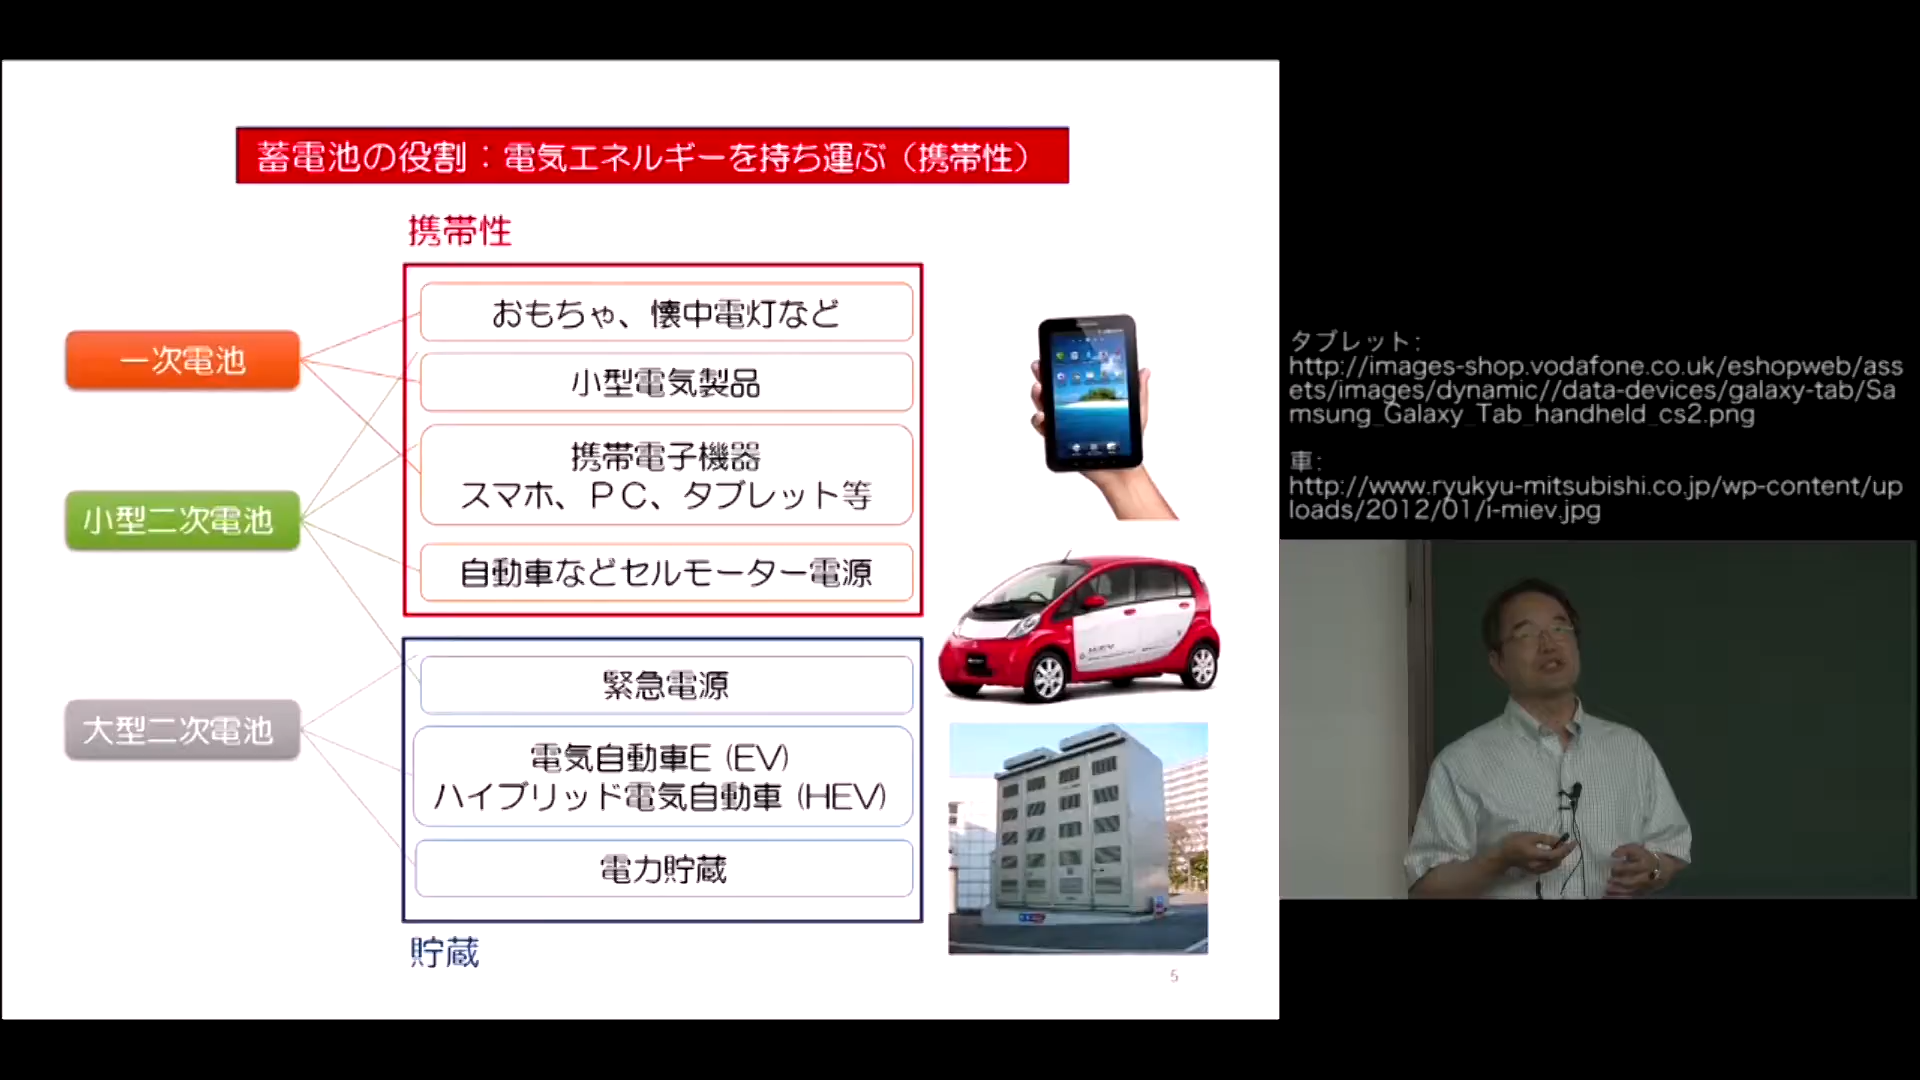 蓄電池の役割：電気エネルギーを持ち運ぶ（携帯性）
携帯性
おもちゃ、懐中電灯など
小型電気製品
携帯電子機器
スマホ、ＰＣ、タブレット等
自動車などセルモーター電源
一次電池
小型二次電池
大型二次電池
緊急電源
電気自動車E (EV)
ハイブリッド電気自動車 (HEV)
電力貯蔵
貯蔵
5
タブレット:
http://images-shop.vodafone.co.uk/eshopweb/ass
ets/images/dynamic//data-devices/galaxy-tab/Sa
msung_Galaxy_Tab_handheld_cs2.png
車:
http://www.ryukyu-mitsubishi.co.jp/wp-content/up
loads/2012/01/i-miev.jpg